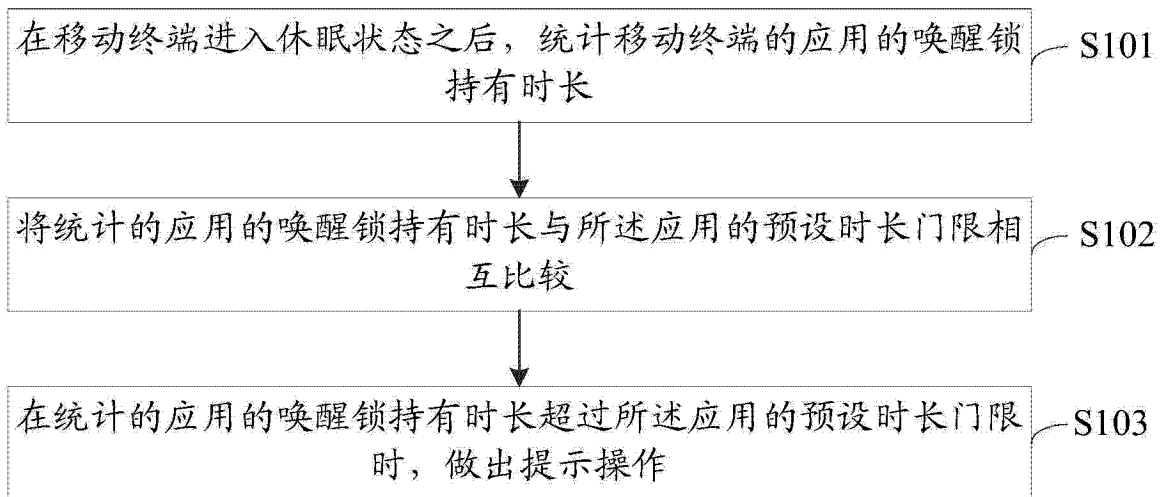 在移动终端进入休眠状态之后，统计移动终端的应用的唤醒锁
持有时长
S101
将统计的应用的唤醒锁持有时长与所述应用的预设时长门限相
互比较
S102
在统计的应用的唤醒锁持有时长超过所述应用的预设时长门限
时，做出提示操作
S103